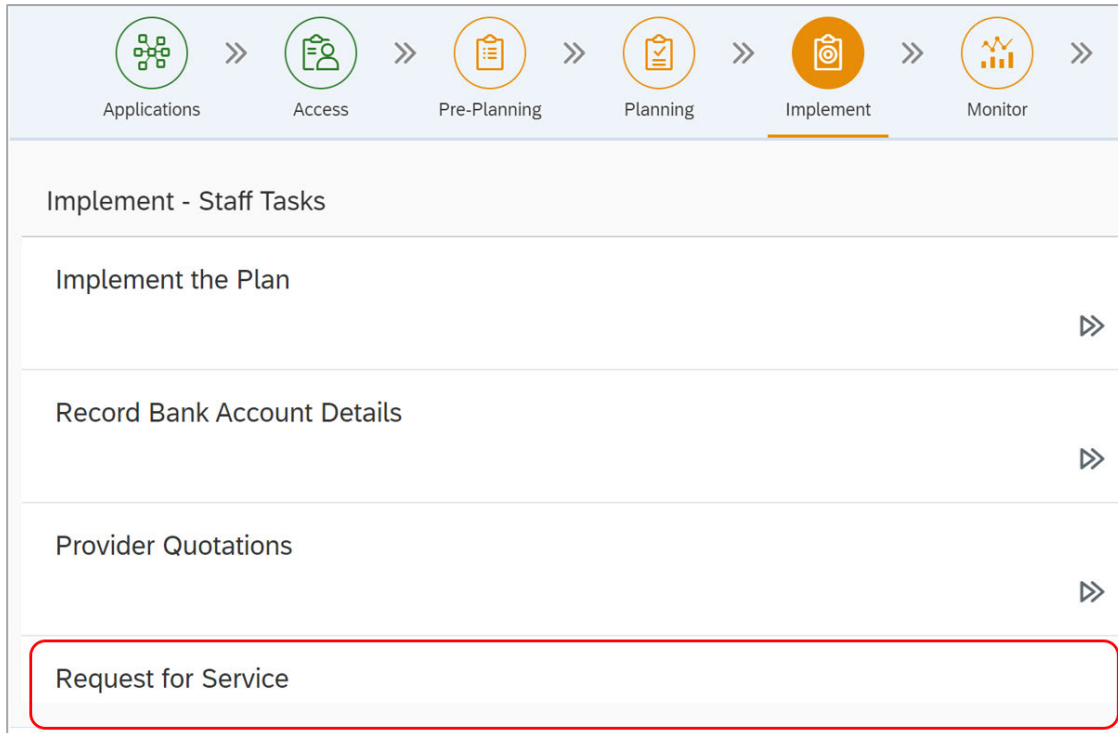 Applications
Access
Pre-Planning
Planning
Implement
Monitor
Implement - Staff Tasks
Implement the Plan
Record Bank Account Details
Provider Quotations
Request for Service